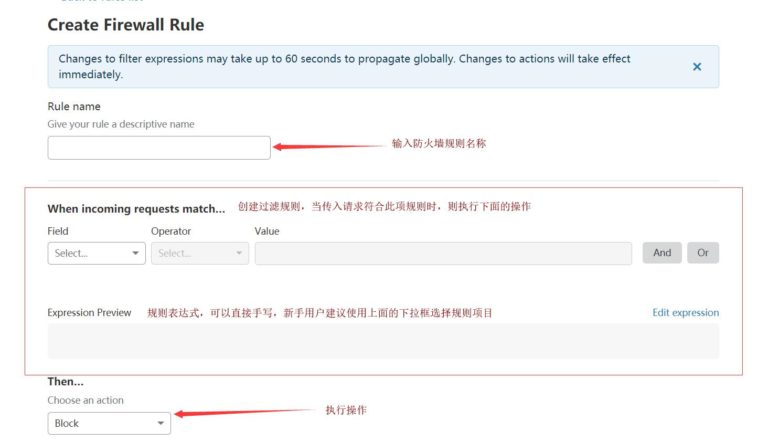 Create Firewall Rule
Changes to filter expressions may take up to 60 seconds to propagate globally. Changes to actions will take effect
immediately.
Rule name
Give your rule a descriptive name
输入防火墙规则名称
When incoming requests match... 创建过滤规则，当传入请求符合此项规则时，则执行下面的操作
Field Operator Value
Select... Select... And Or
Expression Preview 规则表达式，可以直接手写，新手用户建议使用上面的下拉框选择规则项目 Edit expression
Then...
Choose an action
Block 执行操作